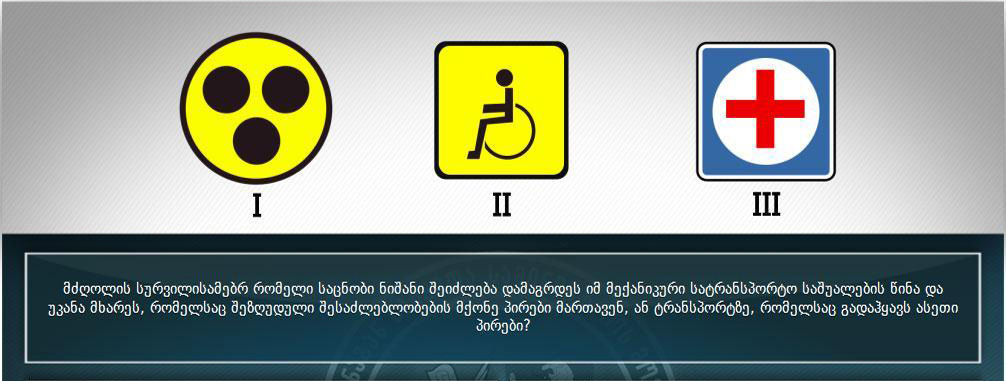 I II III
მძღოლის სურვილისამებრ რომელი საცნობი ნიშანი შეიძლება დამაგრდეს იმ მექანიკური სატრანსპორტო საშუალების წინა და
უკანა მხარეს, რომელსაც შეზღუდული შესაძლებლობების მქონე პირები მართავენ, ან ტრანსპორტზე, რომელსაც გადაჰყავს ასეთი
პირები?